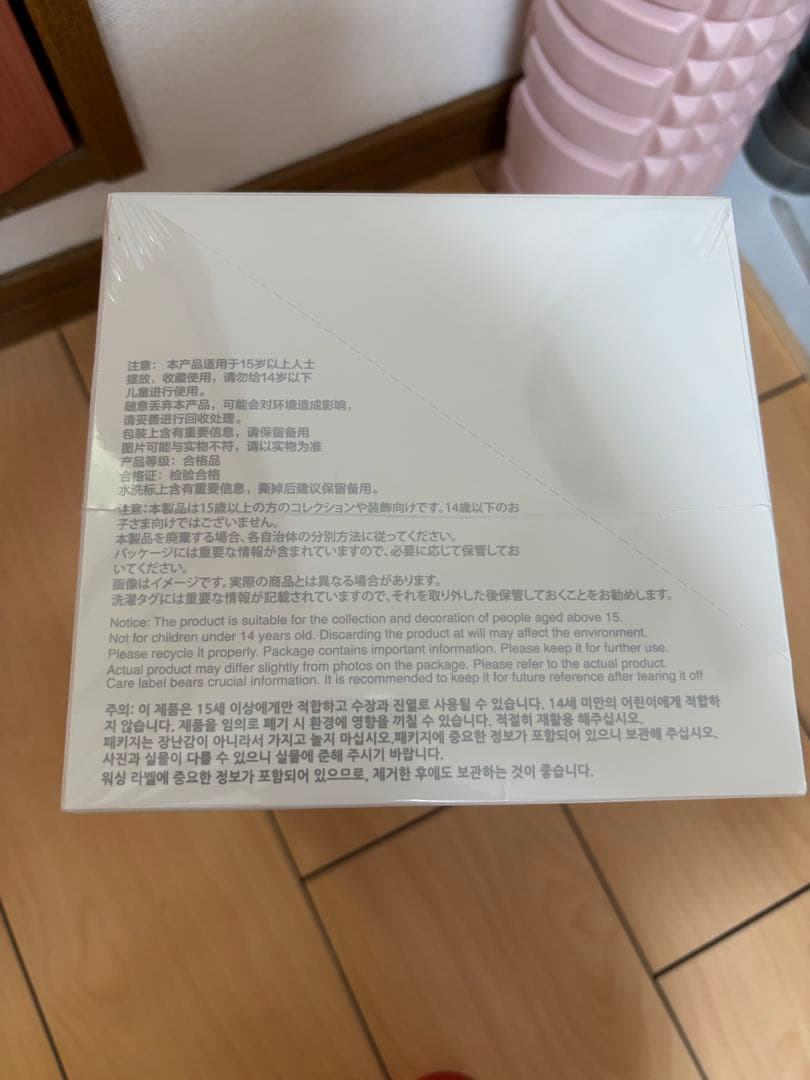 注意： 本产品适用于15岁以上人士
摆放，收藏使用，请勿给14岁以下
儿童进行使用。
随意丢弃本产品，可能会对环境造成影响，
请妥善进行回收处理。
包装上含有重要信息，请保留备用
图片可能与实物不符，请以实物为准
产品等级：合格品
合格证：检验合格
水洗标上含有重要信息，撕掉后建议保留备用。
注意：本製品は15歳以上の方のコレクションや装飾向けです。14歳以下のお
子さま向けではございません。
本製品を廃棄する場合、各自治体の分別方法に従ってください。
パッケージには重要な情報が含まれていますので、必要に応じて保管してお
いてください。
画像はイメージです。実際の商品とは異なる場合があります。
洗濯タグには重要な情報が記載されていますので、それを取り外した後保管しておくことをお勧めします。
Notice: The product is suitable for the collection and decoration of people aged above 15.
Not for children under 14 years old. Discarding the product at will may affect the environment.
Please recycle it properly. Package contains important information. Please keep it for further use.
Actual product may differ slightly from photos on the package. Please refer to the actual product.
Care label bears crucial information. It is recommended to keep it for future reference after tearing it off
주의: 이 제품은 15세 이상에게만 적합하고 수장과 진열로 사용될 수 있습니다. 14세 미만의 어린이에게 적합하
지 않습니다. 제품을 임의로 폐기 시 환경에 영향을 끼칠 수 있습니다. 적절히 재활용 해주십시오.
패키지는 장난감이 아니라서 가지고 놀지 마십시오.패키지에 중요한 정보가 포함되어 있으니 보관해 주십시오.
사진과 실물이 다를 수 있으니 실물에 준해 주시기 바랍니다.
워싱 라벨에 중요한 정보가 포함되어 있으므로, 제거한 후에도 보관하는 것이 좋습니다.